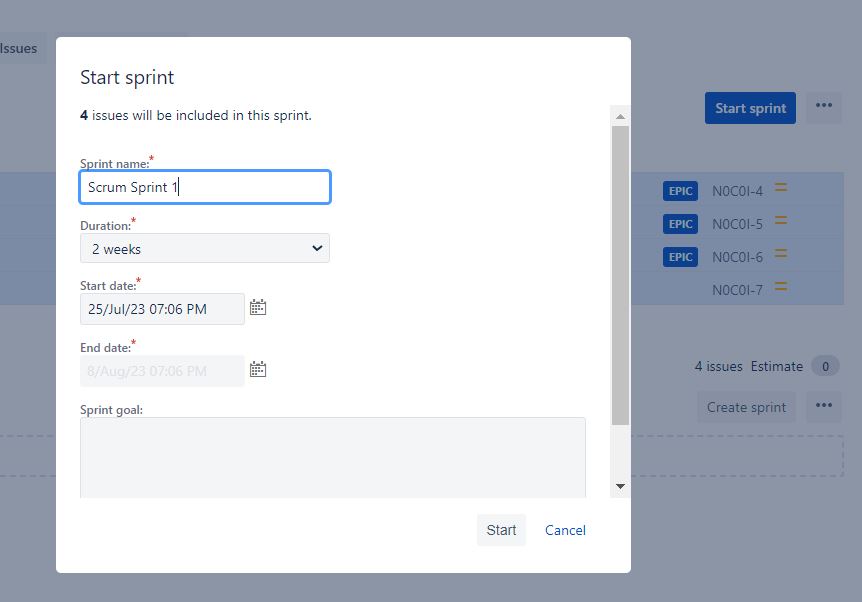 Issues
Start sprint
4 issues will be included in this sprint.
Sprint name:*
Scrum Sprint 1
Duration:*
2 weeks
Start date:*
25/Jul/23 07:06 PM
End date:*
8/Aug/23 07:06 PM
Sprint goal:
Start
Cancel
Start sprint
EPIC N0C0I-4
EPIC N0C0I-5
EPIC N0C0I-6
N0C0I-7
4 issues Estimate 0
Create sprint